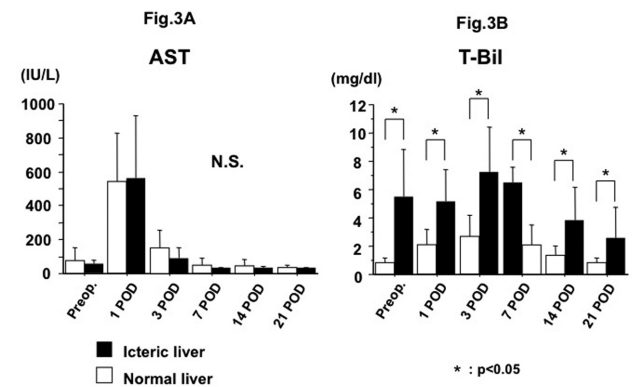 Fig.3A
AST
(IU/L)
1000
800
600
400
200
0
N.S.
Preop.
1 POD
3 POD
7 POD
14 POD
21 POD
Icteric liver
Normal liver
Fig.3B
T-Bil
(mg/dl)
12
10
8
6
4
2
0
*
*
*
*
*
*
Preop.
1 POD
3 POD
7 POD
14 POD
21 POD
* : p<0.05